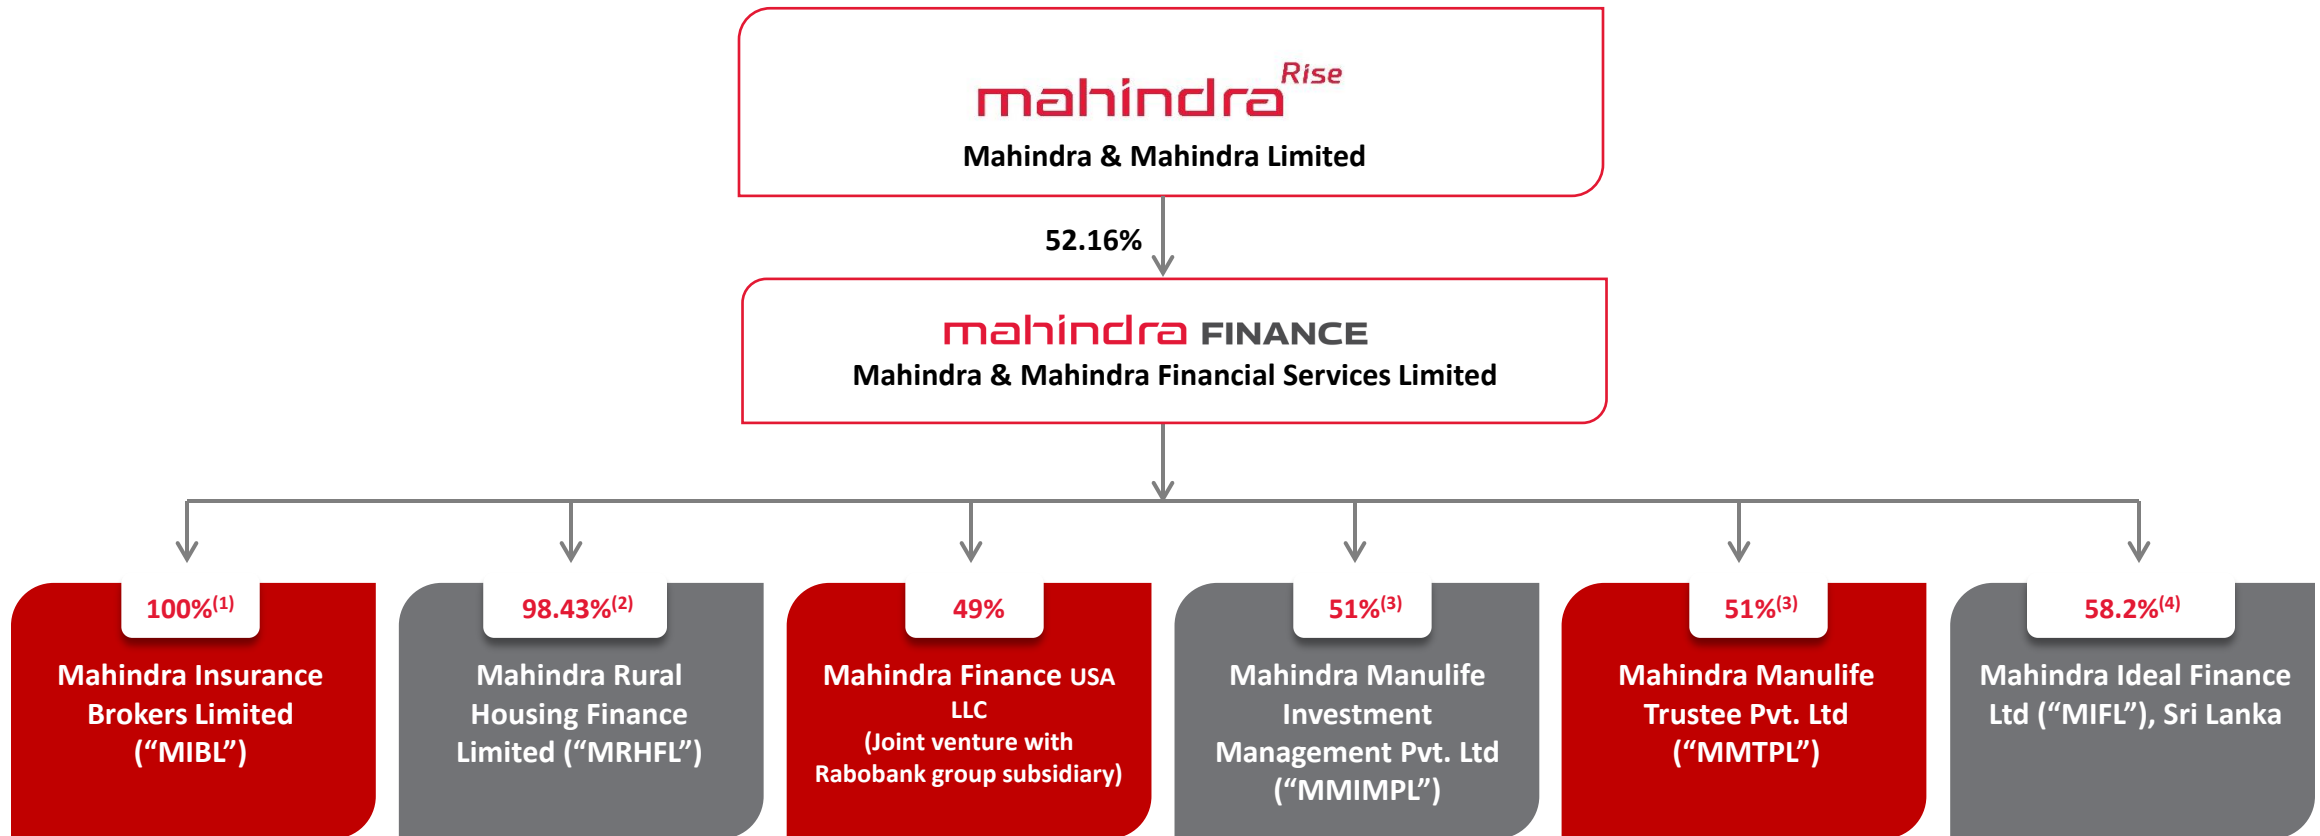 mahindra Rise
Mahindra & Mahindra Limited
52.16%
mahindra FINANCE
Mahindra & Mahindra Financial Services Limited
100%(1)
Mahindra Insurance
Brokers Limited
(“MIBL”)
98.43%(2)
Mahindra Rural
Housing Finance
Limited (“MRHFL”)
49%
Mahindra Finance USA
LLC
(Joint venture with
Rabobank group subsidiary)
51%(3)
Mahindra Manulife
Investment
Management Pvt. Ltd
(“MMIMPL”)
51%(3)
Mahindra Manulife
Trustee Pvt. Ltd
(“MMTPL”)
58.2%(4)
Mahindra Ideal Finance
Ltd (“MIFL”), Sri Lanka